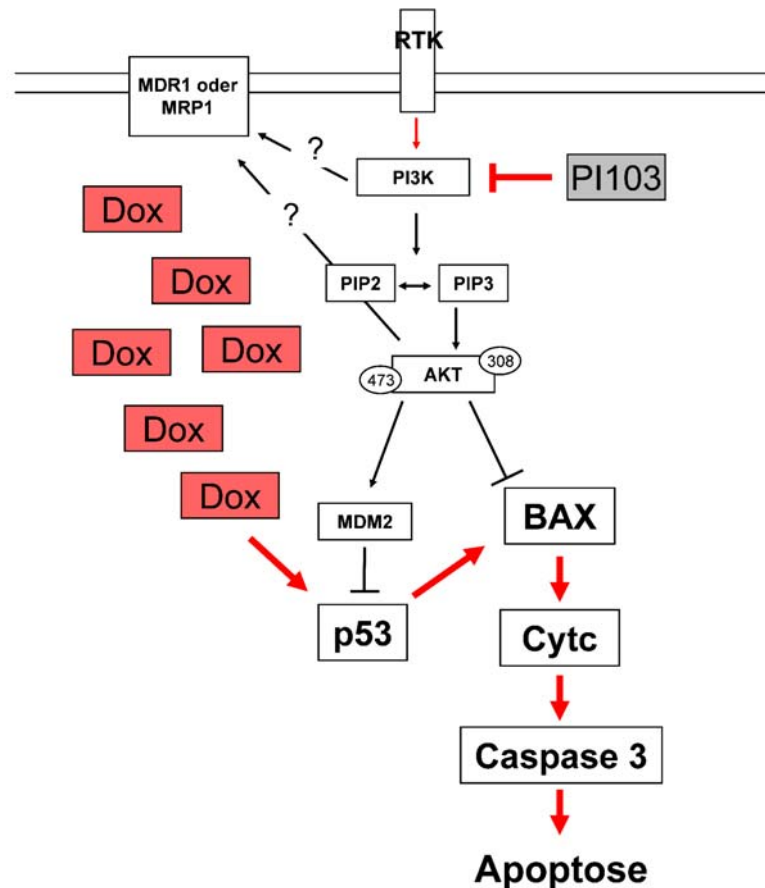 RTK
MDR1 oder
MRP1
?
PI3K
PI103
Dox
?
Dox
PIP2
PIP3
Dox
Dox
308
AKT
473
Dox
Dox
BAX
MDM2
p53
Cytc
Caspase 3
Apoptose